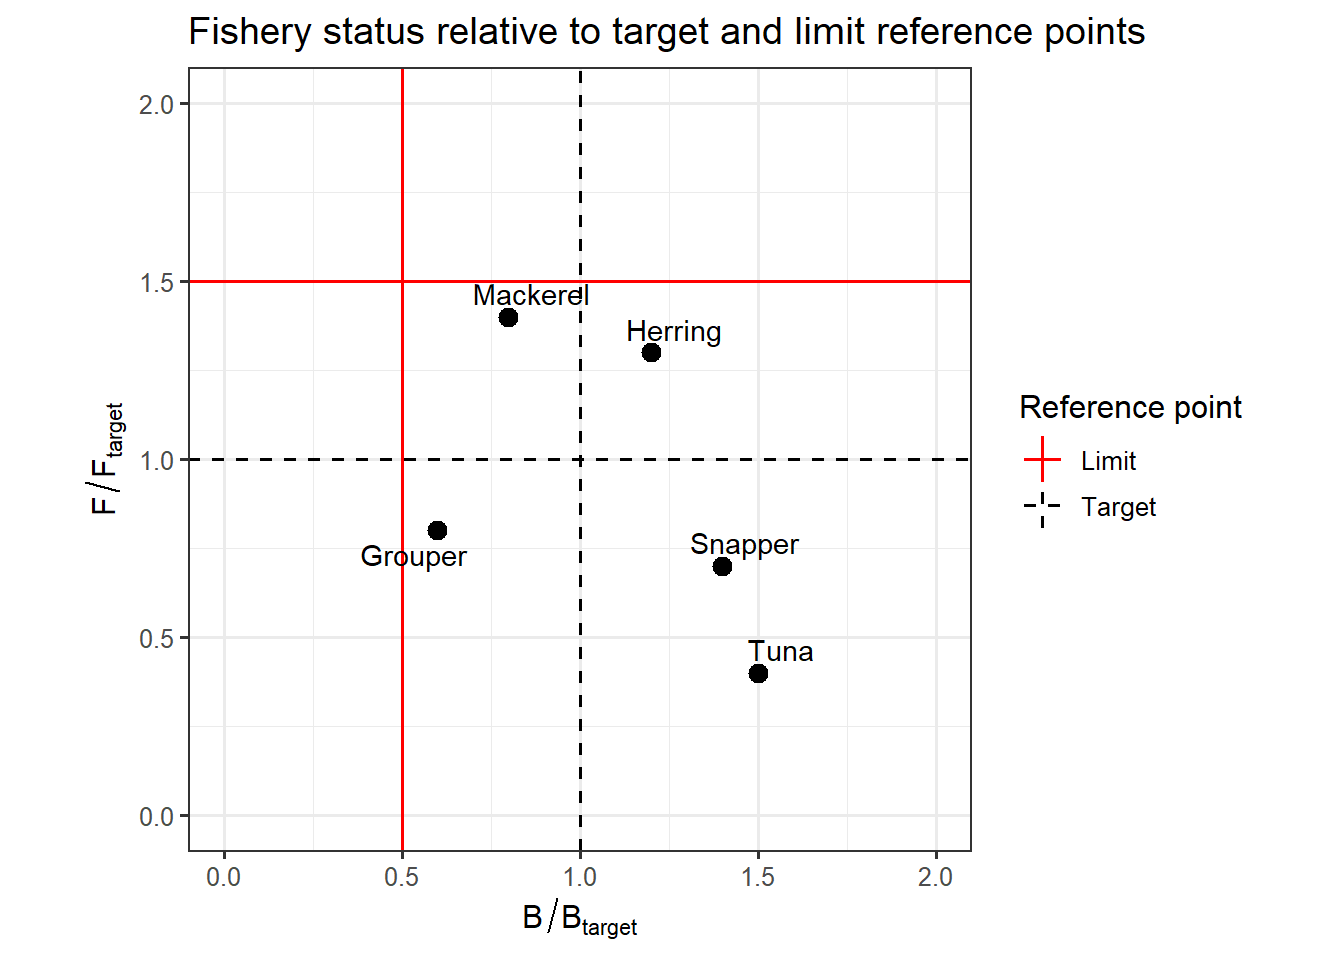 Fishery status relative to target and limit reference points
2.0
1.5
1.0
0.5
0.0
F/F_target
Mackerel
Herring
Grouper
Snapper
Tuna
0.0 0.5 1.0 1.5 2.0
B/B_target
Reference point
Limit
Target